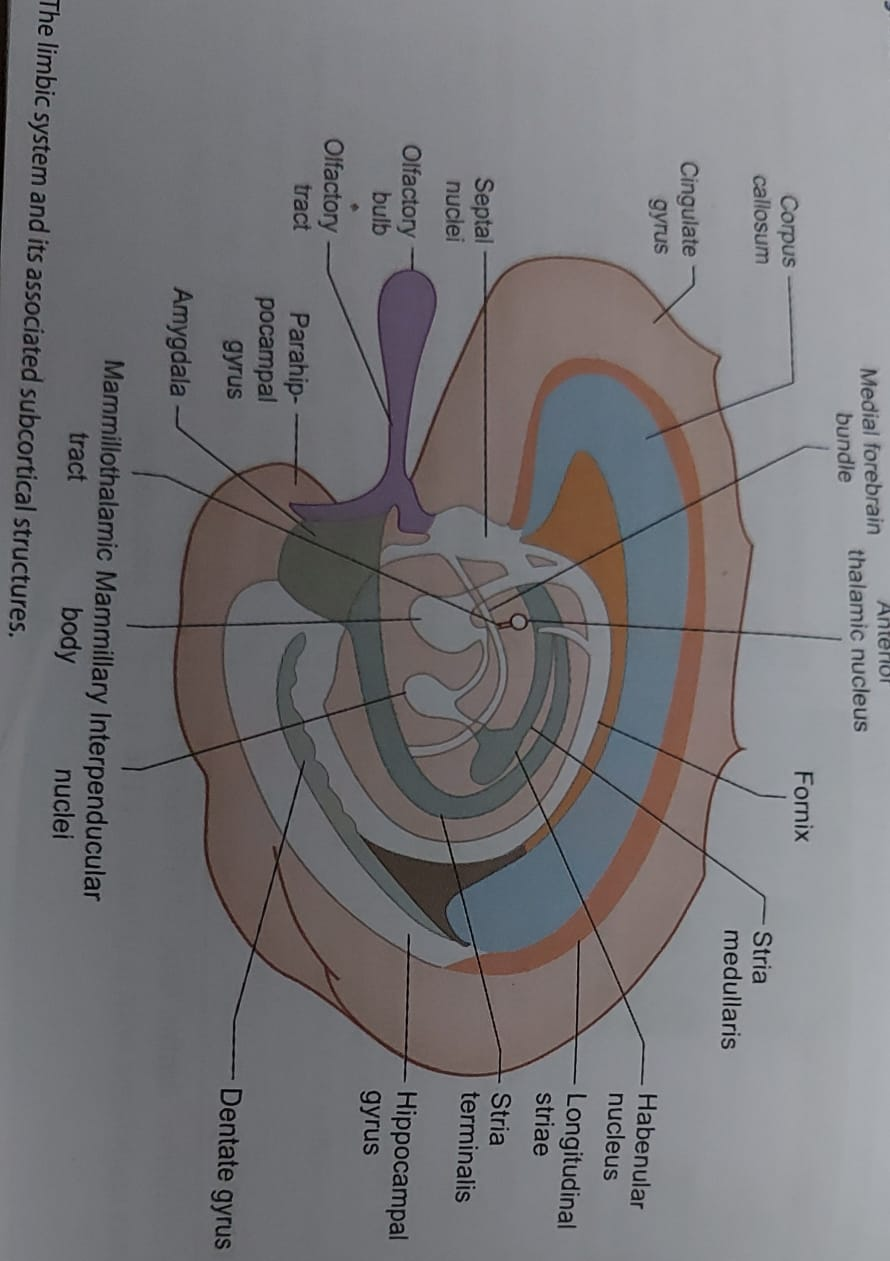 Anterior
Medial forebrain
bundle
thalamic nucleus
Corpus
callosum
Cingulate
gyrus
Septal
nuclei
Olfactory
bulb
Olfactory
tract
Parahip-
pocampal
gyrus
Amygdala
Fornix
Stria
medullaris
Habenular
nucleus
Longitudinal
striae
Stria
terminalis
Hippocampal
gyrus
Dentate gyrus
Mammillothalamic Mammillary Interpenducular
tract body nuclei
The limbic system and its associated subcortical structures.